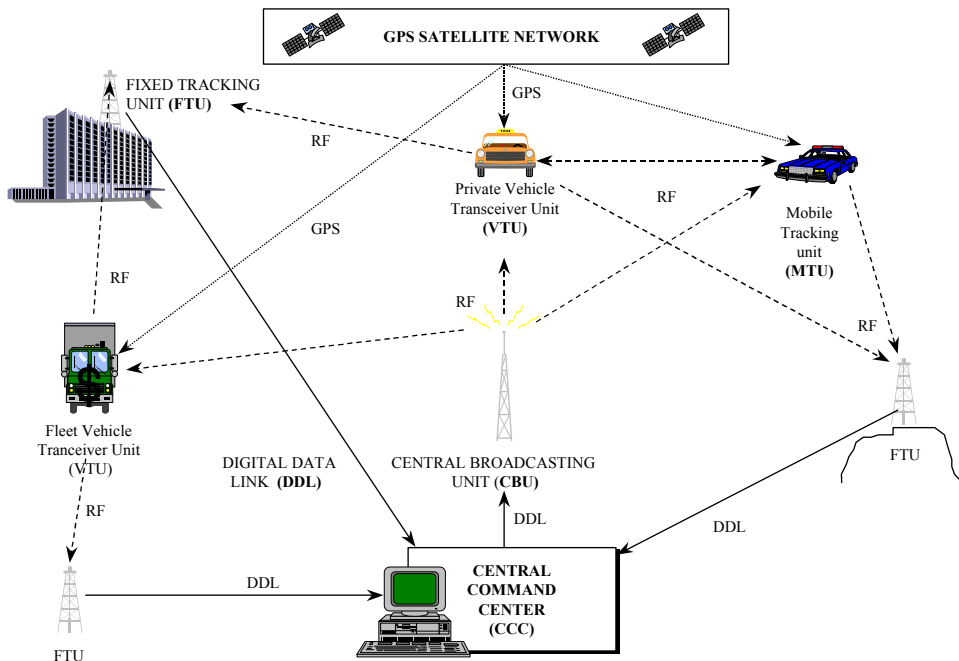 GPS SATELLITE NETWORK
FIXED TRACKING
UNIT (FTU)
GPS
TAXI
RF
Private Vehicle
Transceiver Unit
(VTU)
RF
Mobile
Tracking
unit
(MTU)
GPS
RF
RF
RF
$
Fleet Vehicle
Tranceiver Unit
(VTU)
DIGITAL DATA
LINK (DDL)
CENTRAL BROADCASTING
UNIT (CBU)
FTU
RF
DDL
DDL
DDL
CENTRAL
COMMAND
CENTER
(CCC)
FTU